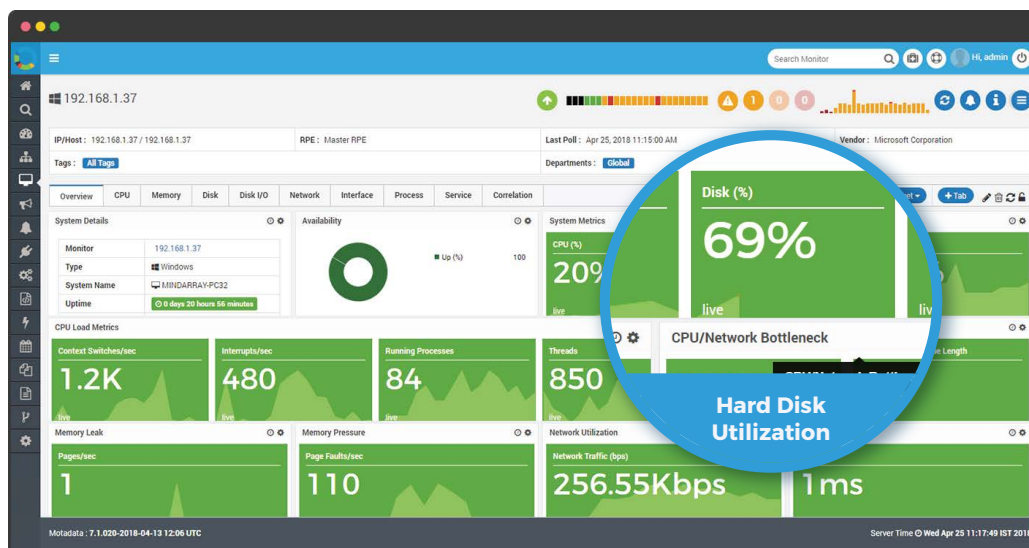 Search Monitor
Hi, admin
192.168.1.37
1
0
0
IP/Host : 192.168.1.37 / 192.168.1.37
RPE : Master RPE
Last Poll : Apr 25, 2018 11:15:00 AM
Vendor : Microsoft Corporation
Tags : All Tags
Departments : Global
Overview CPU Memory Disk Disk I/O Network Interface Process Service Correlation
+ Tab
System Details
Monitor 192.168.1.37
Type Windows
System Name MINDARRAY-PC32
Uptime 0 days 20 hours 56 minutes
Availability
Up (%) 100
System Metrics
CPU (%)
20%
live
Disk (%)
69%
live
CPU/Network Bottleneck
Hard Disk
Utilization
CPU Load Metrics
Context Switches/sec
1.2K
live
Interrupts/sec
480
live
Running Processes
84
live
Threads
850
live
Length
Memory Leak
Pages/sec
1
Memory Pressure
Page Faults/sec
110
Network Utilization
Network Traffic (bps)
256.55Kbps
1ms
Motadata : 7.1.020-2018-04-13 12:06 UTC
Server Time Wed Apr 25 11:17:49 IST 2018